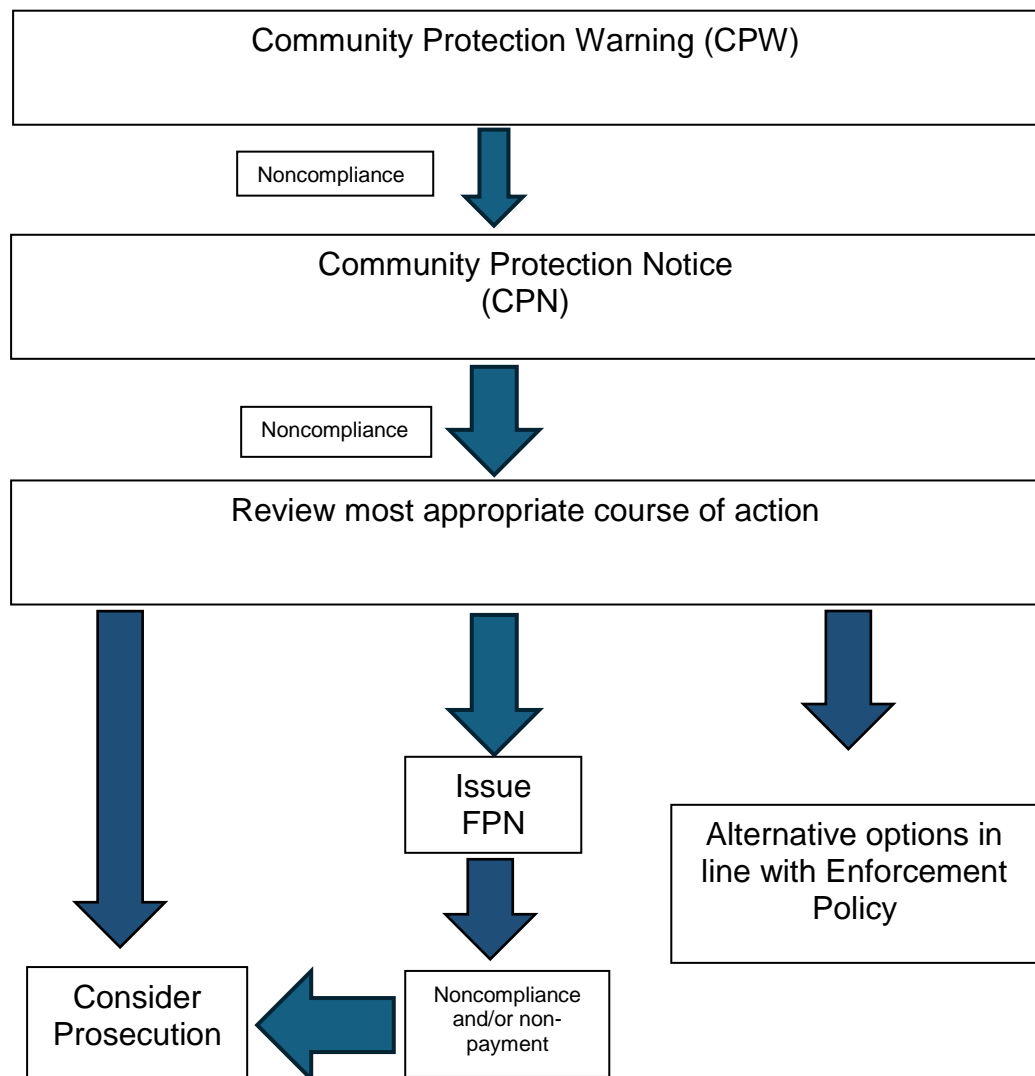 Community Protection Warning (CPW)
Noncompliance
Community Protection Notice
(CPN)
Noncompliance
Review most appropriate course of action
Issue
FPN
Alternative options in
line with Enforcement
Policy
Consider
Prosecution
Noncompliance
and/or non-
payment